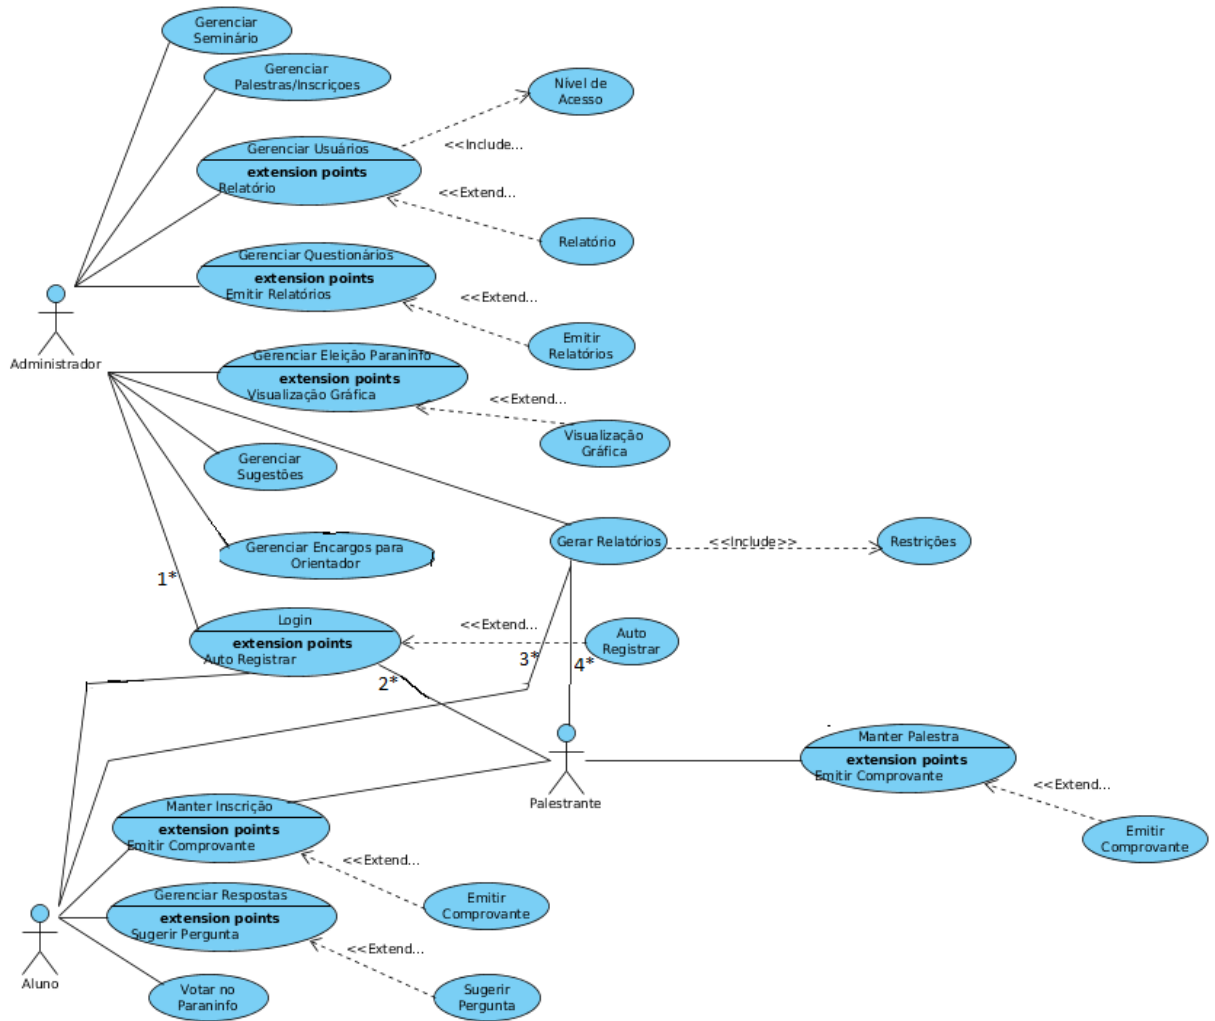 Gerenciar
Seminário
Gerenciar
Palestras/Inscriçoes
Nível de
Acesso
Gerenciar Usuários
extension points
Relatório
<<Include...
<<Extend...
Relatório
Gerenciar Questionários
extension points
Emitir Relatórios
<<Extend...
Emitir
Relatórios
Administrador
Gerenciar Eleição Paraninfo
extension points
Visualização Gráfica
<<Extend...
Visualização
Gráfica
Gerenciar
Sugestões
Gerenciar Encargos para
Orientador
Gerar Relatórios
<<Include>>
Restrições
1*
Login
extension points
Auto Registrar
<<Extend...
Auto
Registrar
2*
3*
4*
Palestrante
Manter Palestra
extension points
Emitir Comprovante
<<Extend...
Emitir
Comprovante
Manter Inscrição
extension points
Emitir Comprovante
<<Extend...
Emitir
Comprovante
Gerenciar Respostas
extension points
Sugerir Pergunta
<<Extend...
Sugerir
Pergunta
Aluno
Votar no
Paraninfo